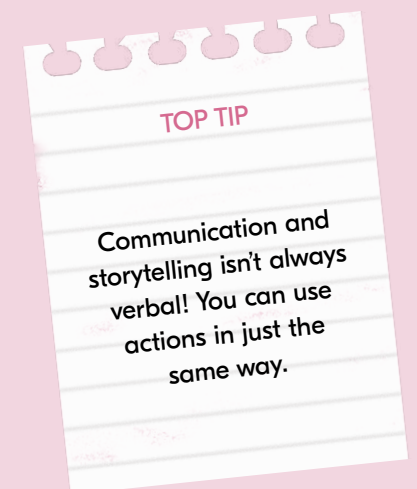 TOP TIP
Communication and
storytelling isn't always
verbal! You can use
actions in just the
same way.